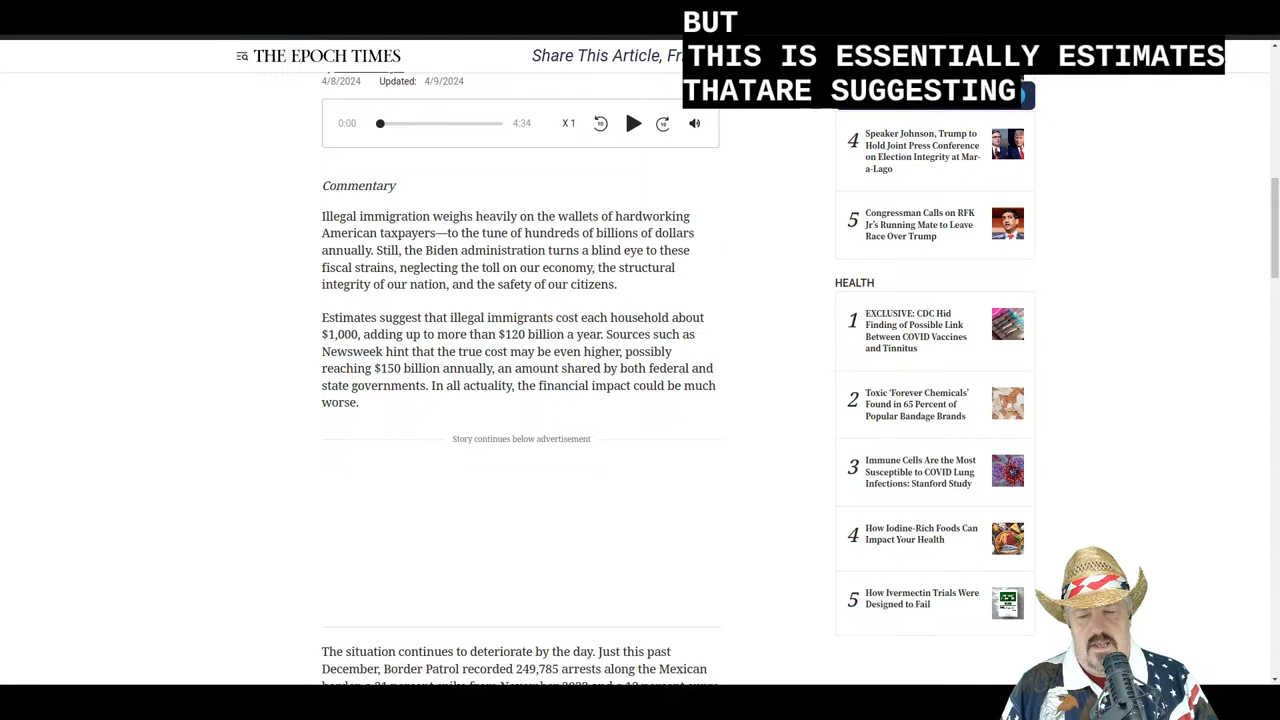 BUT
THIS IS ESSENTIALLY ESTIMATES
THATARE SUGGESTING
THE EPOCH TIMES
Share This Article, Fr
4/8/2024 Updated: 4/9/2024
0:00 4:34 X 1 10 10
Commentary
Illegal immigration weighs heavily on the wallets of hardworking
American taxpayers—to the tune of hundreds of billions of dollars
annually. Still, the Biden administration turns a blind eye to these
fiscal strains, neglecting the toll on our economy, the structural
integrity of our nation, and the safety of our citizens.
Estimates suggest that illegal immigrants cost each household about
$1,000, adding up to more than $120 billion a year. Sources such as
Newsweek hint that the true cost may be even higher, possibly
reaching $150 billion annually, an amount shared by both federal and
state governments. In all actuality, the financial impact could be much
worse.
Story continues below advertisement
The situation continues to deteriorate by the day. Just this past
December, Border Patrol recorded 249,785 arrests along the Mexican
4
Speaker Johnson, Trump to
Hold Joint Press Conference
on Election Integrity at Mar-
a-Lago
5
Congressman Calls on RFK
Jr's Running Mate to Leave
Race Over Trump
HEALTH
1
EXCLUSIVE: CDC Hid
Finding of Possible Link
Between COVID Vaccines
and Tinnitus
2
Toxic 'Forever Chemicals'
Found in 65 Percent of
Popular Bandage Brands
3
Immune Cells Are the Most
Susceptible to COVID Lung
Infections: Stanford Study
4
How Iodine-Rich Foods Can
Impact Your Health
5
How Ivermectin Trials Were
Designed to Fail